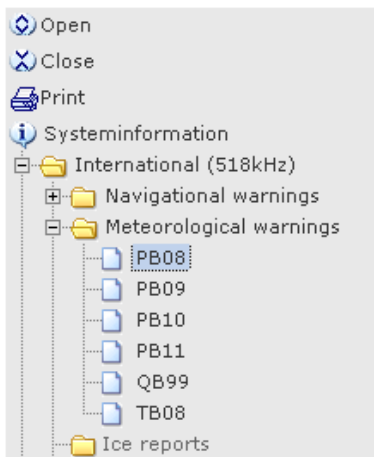 Open
Close
Print
Systeminformation
International (518kHz)
Navigational warnings
Meteorological warnings
PB08
PB09
PB10
PB11
QB99
TB08
Ice reports